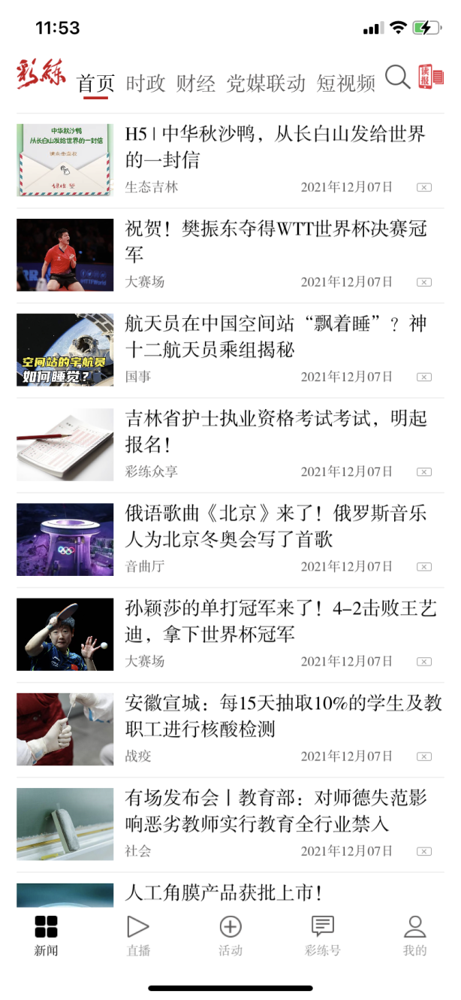 11:53
彩练
首页 时政 财经 党媒联动 短视频
读报
中华秋沙鸭
从长白山发给世界的一封信
H5 | 中华秋沙鸭，从长白山发给世界
的一封信
生态吉林 2021年12月07日
祝贺！樊振东夺得WTT世界杯决赛冠
军
大赛场 2021年12月07日
空间站的宇航员
如何睡觉？
航天员在中国空间站“飘着睡”？神
十二航天员乘组揭秘
国事 2021年12月07日
吉林省护士执业资格考试考试，明起
报名！
彩练众享 2021年12月07日
俄语歌曲《北京》来了！俄罗斯音乐
人为北京冬奥会写了首歌
音曲厅 2021年12月07日
孙颖莎的单打冠军来了！4-2击败王艺
迪，拿下世界杯冠军
大赛场 2021年12月07日
安徽宣城：每15天抽取10%的学生及教
职工进行核酸检测
战疫 2021年12月07日
有场发布会丨教育部：对师德失范影
响恶劣教师实行教育全行业禁入
社会 2021年12月07日
人工角膜产品获批上市！
新闻 直播 活动 彩练号 我的